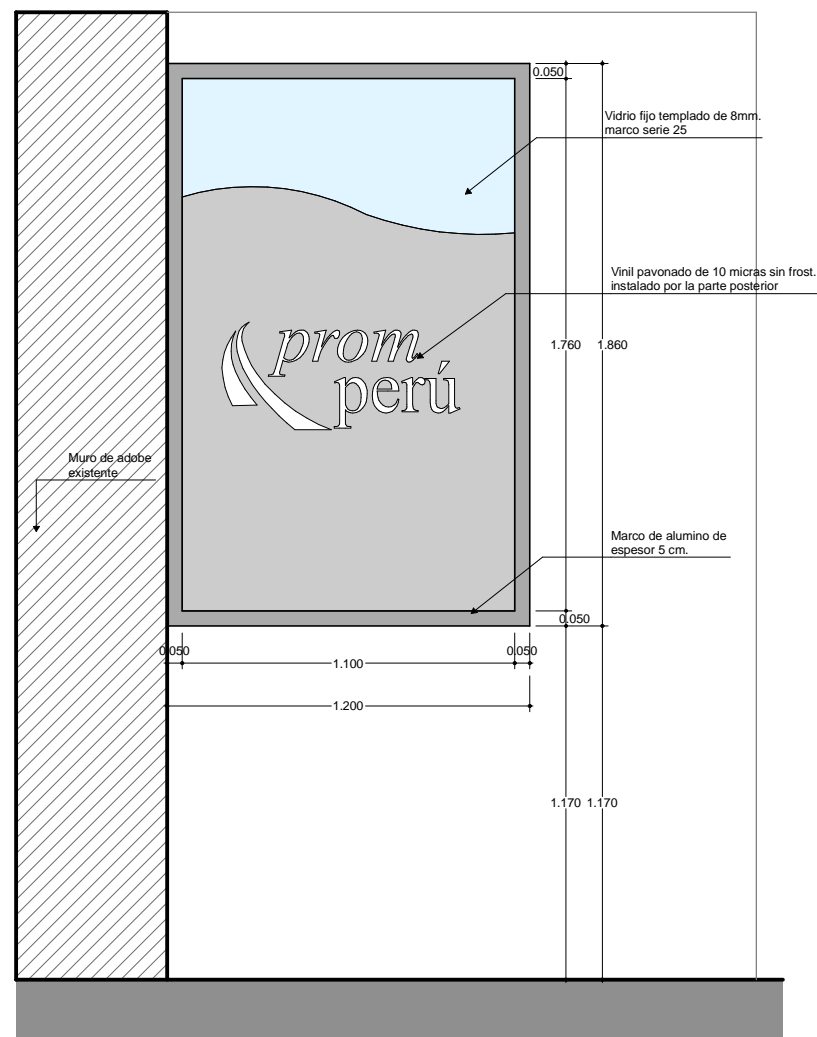 0.050
Vidrio fijo templado de 8mm.
marco serie 25
Vinil pavonado de 10 micras sin frost.
instalado por la parte posterior
prom
perú
1.760 1.860
Muro de adobe
existente
Marco de alumino de
espesor 5 cm.
0.050
0.050 1.100 0.050
1.200
1.170 1.170